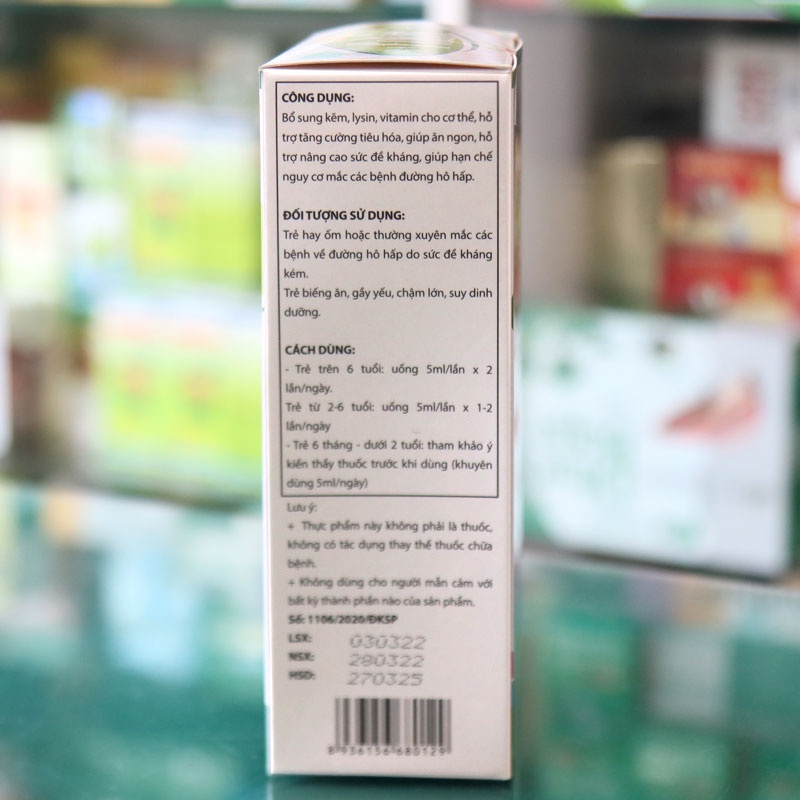 CÔNG DỤNG:
Bổ sung kẽm, lysin, vitamin cho cơ thể, hỗ
trợ tăng cường tiêu hóa, giúp ăn ngon, hỗ
trợ nâng cao sức đề kháng, giúp hạn chế
nguy cơ mắc các bệnh đường hô hấp.
ĐỐI TƯỢNG SỬ DỤNG:
Trẻ hay ốm hoặc thường xuyên mắc các
bệnh về đường hô hấp do sức đề kháng
kém.
Trẻ biếng ăn, gầy yếu, chậm lớn, suy dinh
dưỡng.
CÁCH DÙNG:
- Trẻ trên 6 tuổi: uống 5ml/lần x 2
lần/ngày.
Trẻ từ 2-6 tuổi: uống 5ml/lần x 1-2
lần/ngày
- Trẻ 6 tháng - dưới 2 tuổi: tham khảo ý
kiến thầy thuốc trước khi dùng (khuyên
dùng 5ml/ngày)
Lưu ý:
+ Thực phẩm này không phải là thuốc,
không có tác dụng thay thế thuốc chữa
bệnh.
+ Không dùng cho người mẫn cảm với
bất kỳ thành phần nào của sản phẩm.
Số: 1106/2020/ĐKSP
LSX: 030322
NSX: 280322
HSD: 270325
8 936156 680129